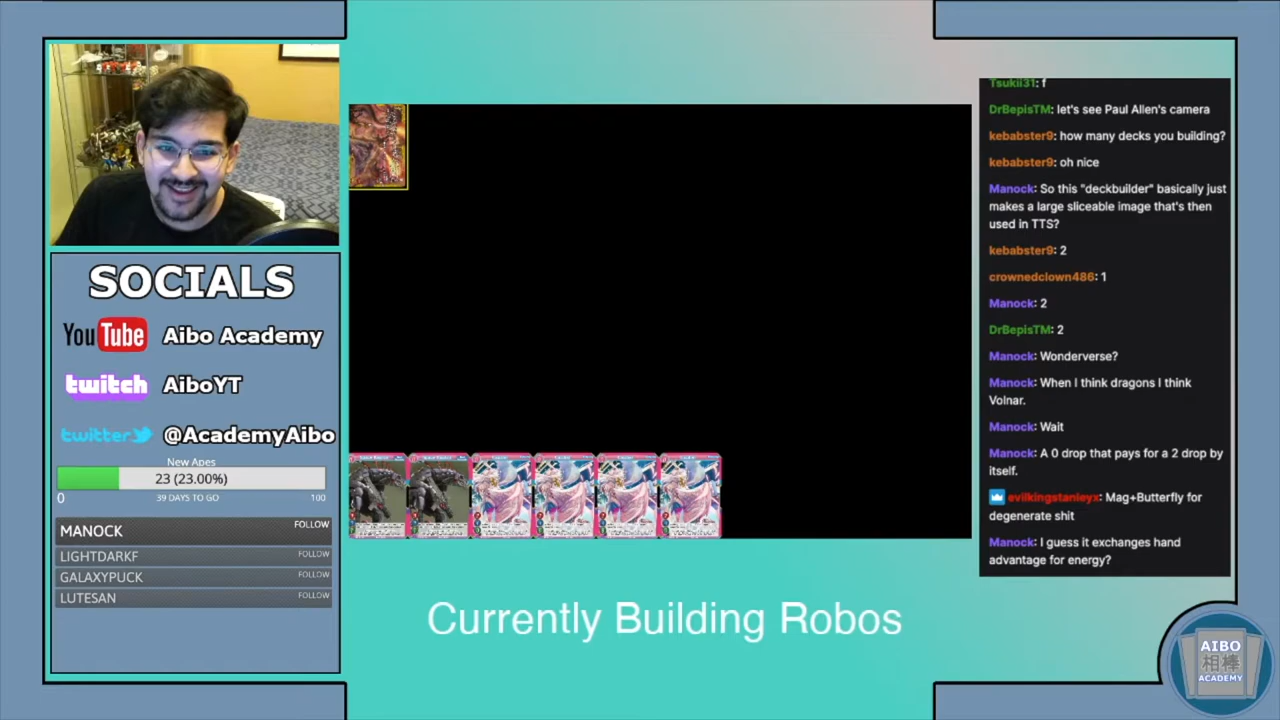 SOCIALS
YouTube Aibo Academy
twitch AiboYT
twitter @AcademyAibo
New Apes
23 (23.00%)
0 39 DAYS TO GO 100
MANOCK FOLLOW
LIGHTDARKF FOLLOW
GALAXYPUCK FOLLOW
LUTESAN FOLLOW
Currently Building Robos
Tsukii31: f
DrBepisTM: let's see Paul Allen's camera
kebabster9: how many decks you building?
kebabster9: oh nice
Manock: So this "deckbuilder" basically just
makes a large sliceable image that's then
used in TTS?
kebabster9: 2
crownedclown486: 1
Manock: 2
DrBepisTM: 2
Manock: Wonderverse?
Manock: When I think dragons I think
Volnar.
Manock: Wait
Manock: A 0 drop that pays for a 2 drop by
itself.
evilkingstanleyx: Mag+Butterfly for
degenerate shit
Manock: I guess it exchanges hand
advantage for energy?
AIBO
相棒
ACADEMY